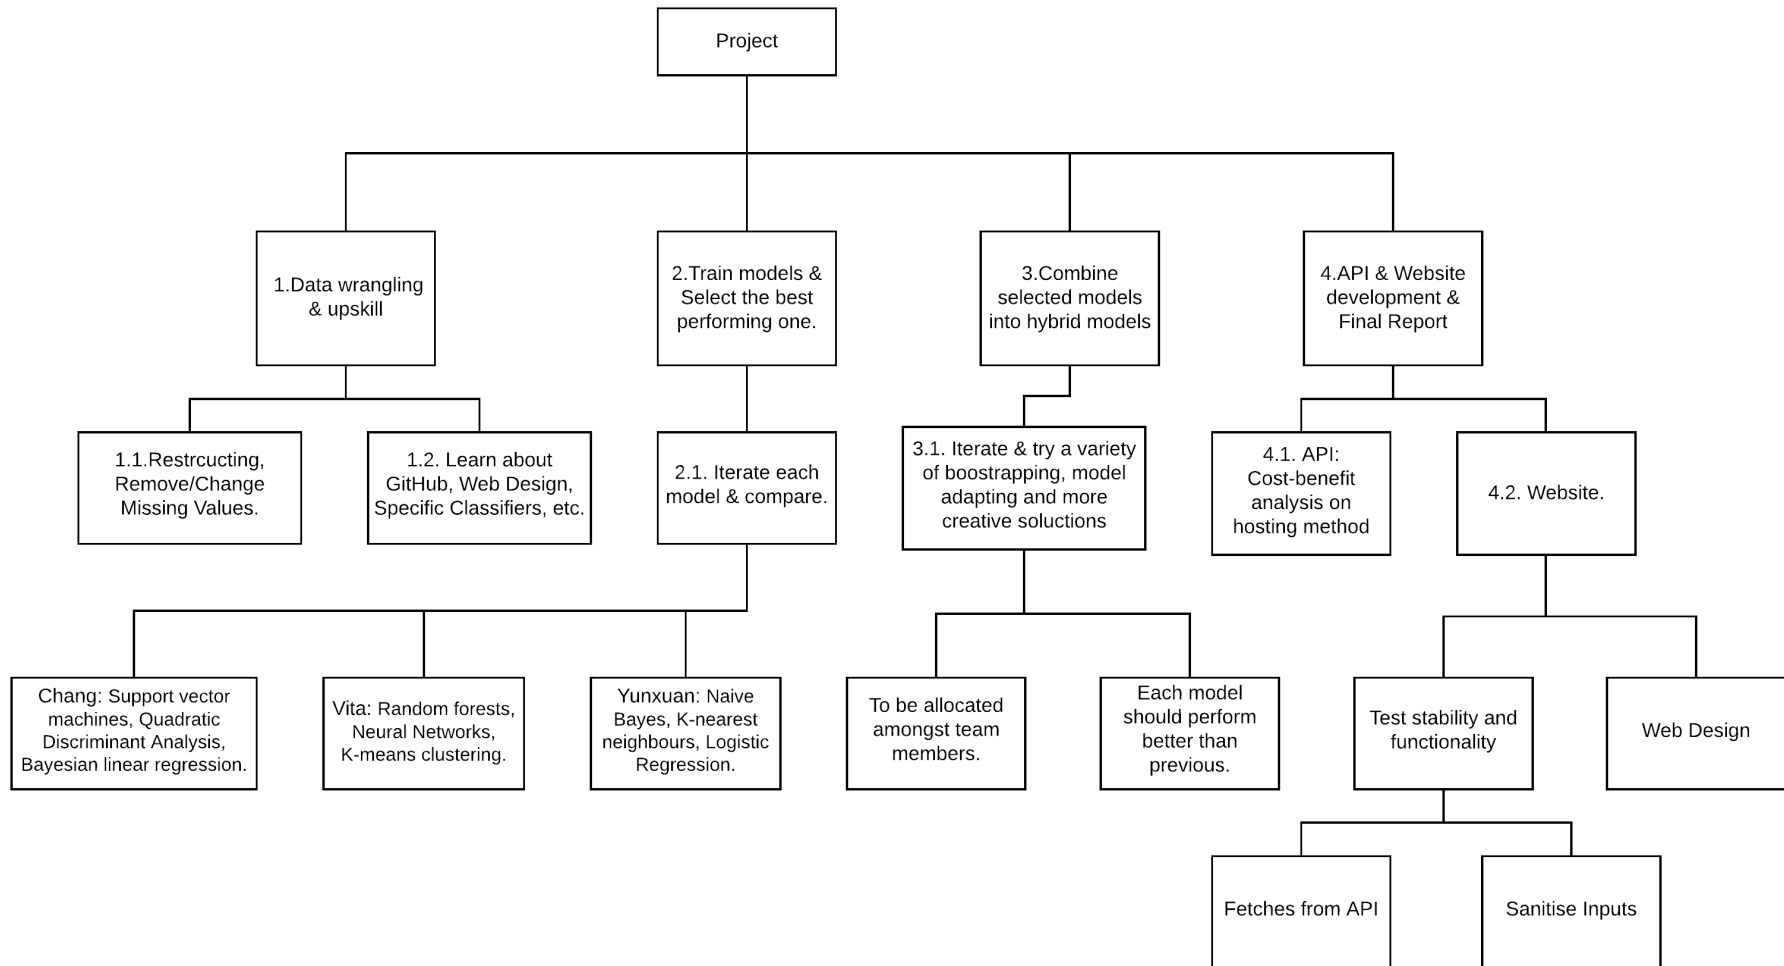 Project
1.Data wrangling
& upskill
2.Train models &
Select the best
performing one.
3.Combine
selected models
into hybrid models
4.API & Website
development &
Final Report
1.1.Restrcucting,
Remove/Change
Missing Values.
1.2. Learn about
GitHub, Web Design,
Specific Classifiers, etc.
2.1. Iterate each
model & compare.
3.1. Iterate & try a variety
of boostrapping, model
adapting and more
creative soluctions
4.1. API:
Cost-benefit
analysis on
hosting method
4.2. Website.
Chang: Support vector
machines, Quadratic
Discriminant Analysis,
Bayesian linear regression.
Vita: Random forests,
Neural Networks,
K-means clustering.
Yunxuan: Naive
Bayes, K-nearest
neighbours, Logistic
Regression.
To be allocated
amongst team
members.
Each model
should perform
better than
previous.
Test stability and
functionality
Web Design
Fetches from API
Sanitise Inputs